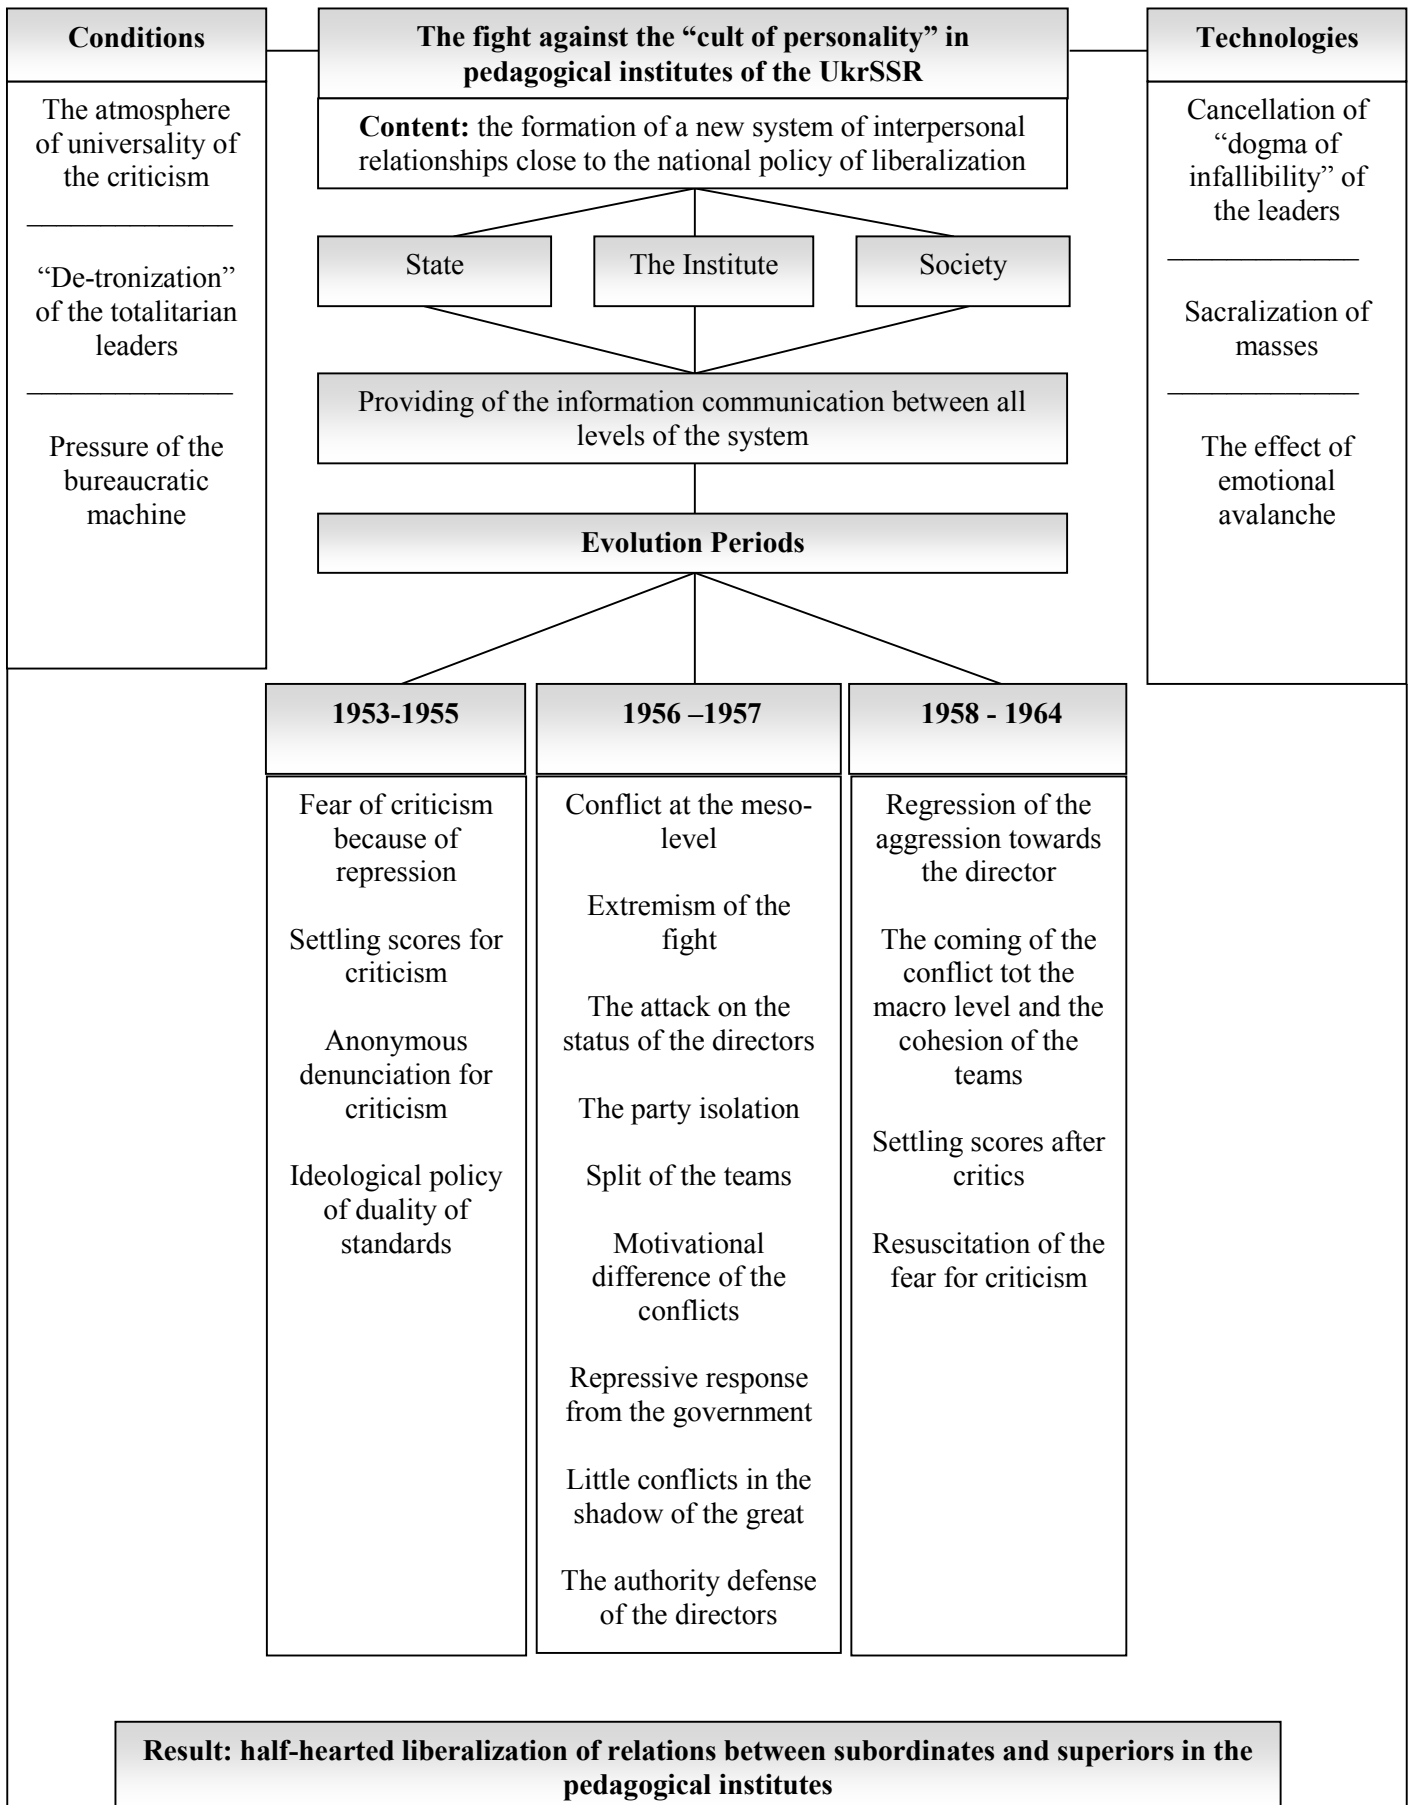 Conditions
The atmosphere
of universality of
the criticism
“De-tronization”
of the totalitarian
leaders
Pressure of the
bureaucratic
machine
The fight against the “cult of personality” in
pedagogical institutes of the UkrSSR
Content: the formation of a new system of interpersonal
relationships close to the national policy of liberalization
State
The Institute
Society
Providing of the information communication between all
levels of the system
Evolution Periods
Technologies
Cancellation of
“dogma of
infallibility” of
the leaders
Sacralization of
masses
The effect of
emotional
avalanche
1953-1955
Fear of criticism
because of
repression
Settling scores for
criticism
Anonymous
denunciation for
criticism
Ideological policy
of duality of
standards
1956 –1957
Conflict at the meso-
level
Extremism of the
fight
The attack on the
status of the directors
The party isolation
Split of the teams
Motivational
difference of the
conflicts
Repressive response
from the government
Little conflicts in the
shadow of the great
The authority defense
of the directors
1958 - 1964
Regression of the
aggression towards
the director
The coming of the
conflict tot the
macro level and the
cohesion of the
teams
Settling scores after
critics
Resuscitation of the
fear for criticism
Result: half-hearted liberalization of relations between subordinates and superiors in the
pedagogical institutes